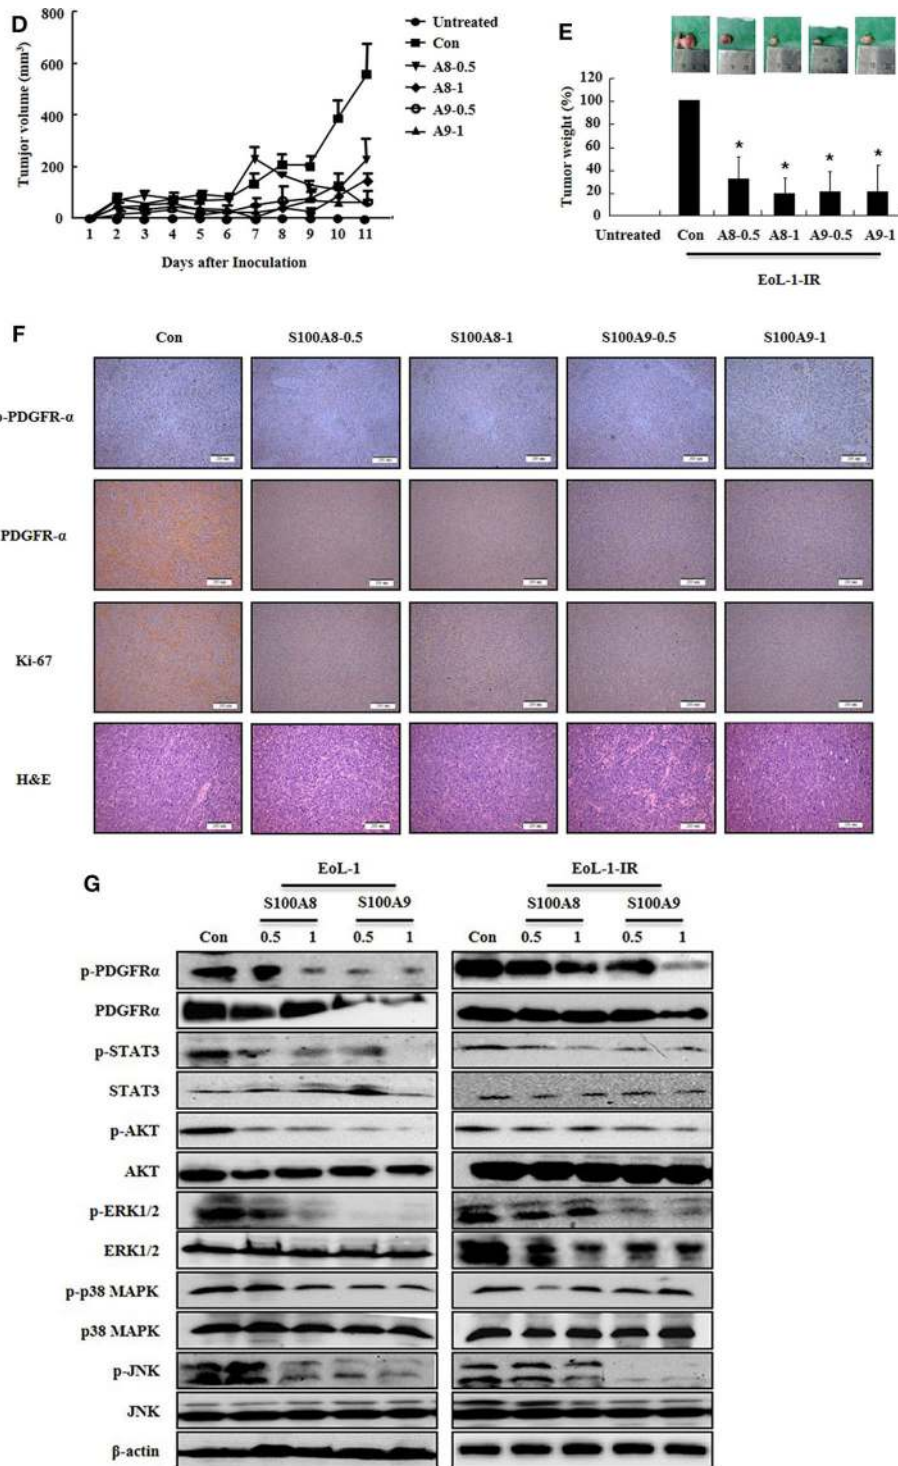 D
800
600
400
200
0
Tumjor volume (mm³)
1 2 3 4 5 6 7 8 9 10 11
Days after Inoculation
Untreated
Con
A8-0.5
A8-1
A9-0.5
A9-1
E
120
100
80
60
40
20
0
Tumor weight (%)
* * * *
Untreated Con A8-0.5 A8-1 A9-0.5 A9-1
EoL-1-IR
F
Con S100A8-0.5 S100A8-1 S100A9-0.5 S100A9-1
p-PDGFR-α
PDGFR-α
Ki-67
H&E
G
EoL-1 EoL-1-IR
S100A8 S100A9 S100A8 S100A9
Con 0.5 1 0.5 1 Con 0.5 1 0.5 1
p-PDGFRα
PDGFRα
p-STAT3
STAT3
p-AKT
AKT
p-ERK1/2
ERK1/2
p-p38 MAPK
p38 MAPK
p-JNK
JNK
β-actin